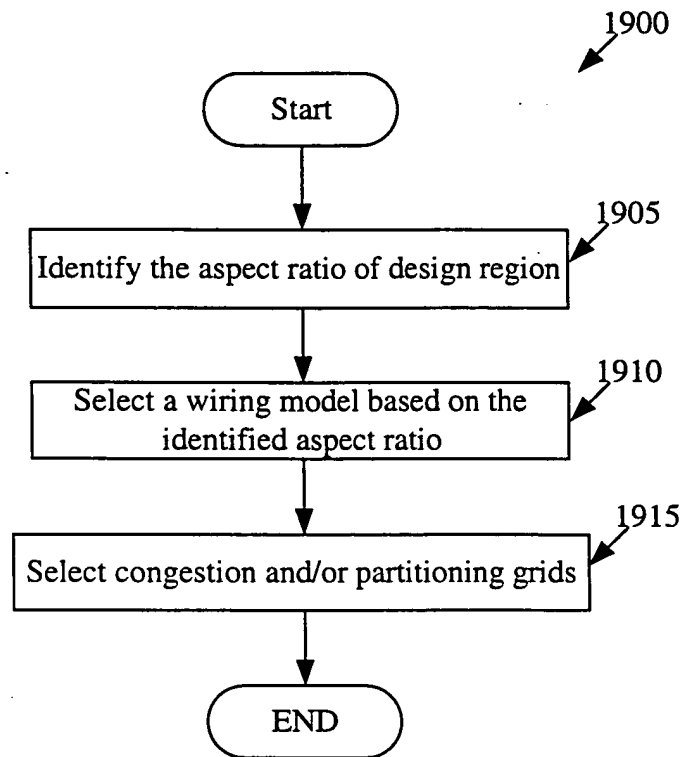 1900
Start
1905
Identify the aspect ratio of design region
1910
Select a wiring model based on the
identified aspect ratio
1915
Select congestion and/or partitioning grids
END